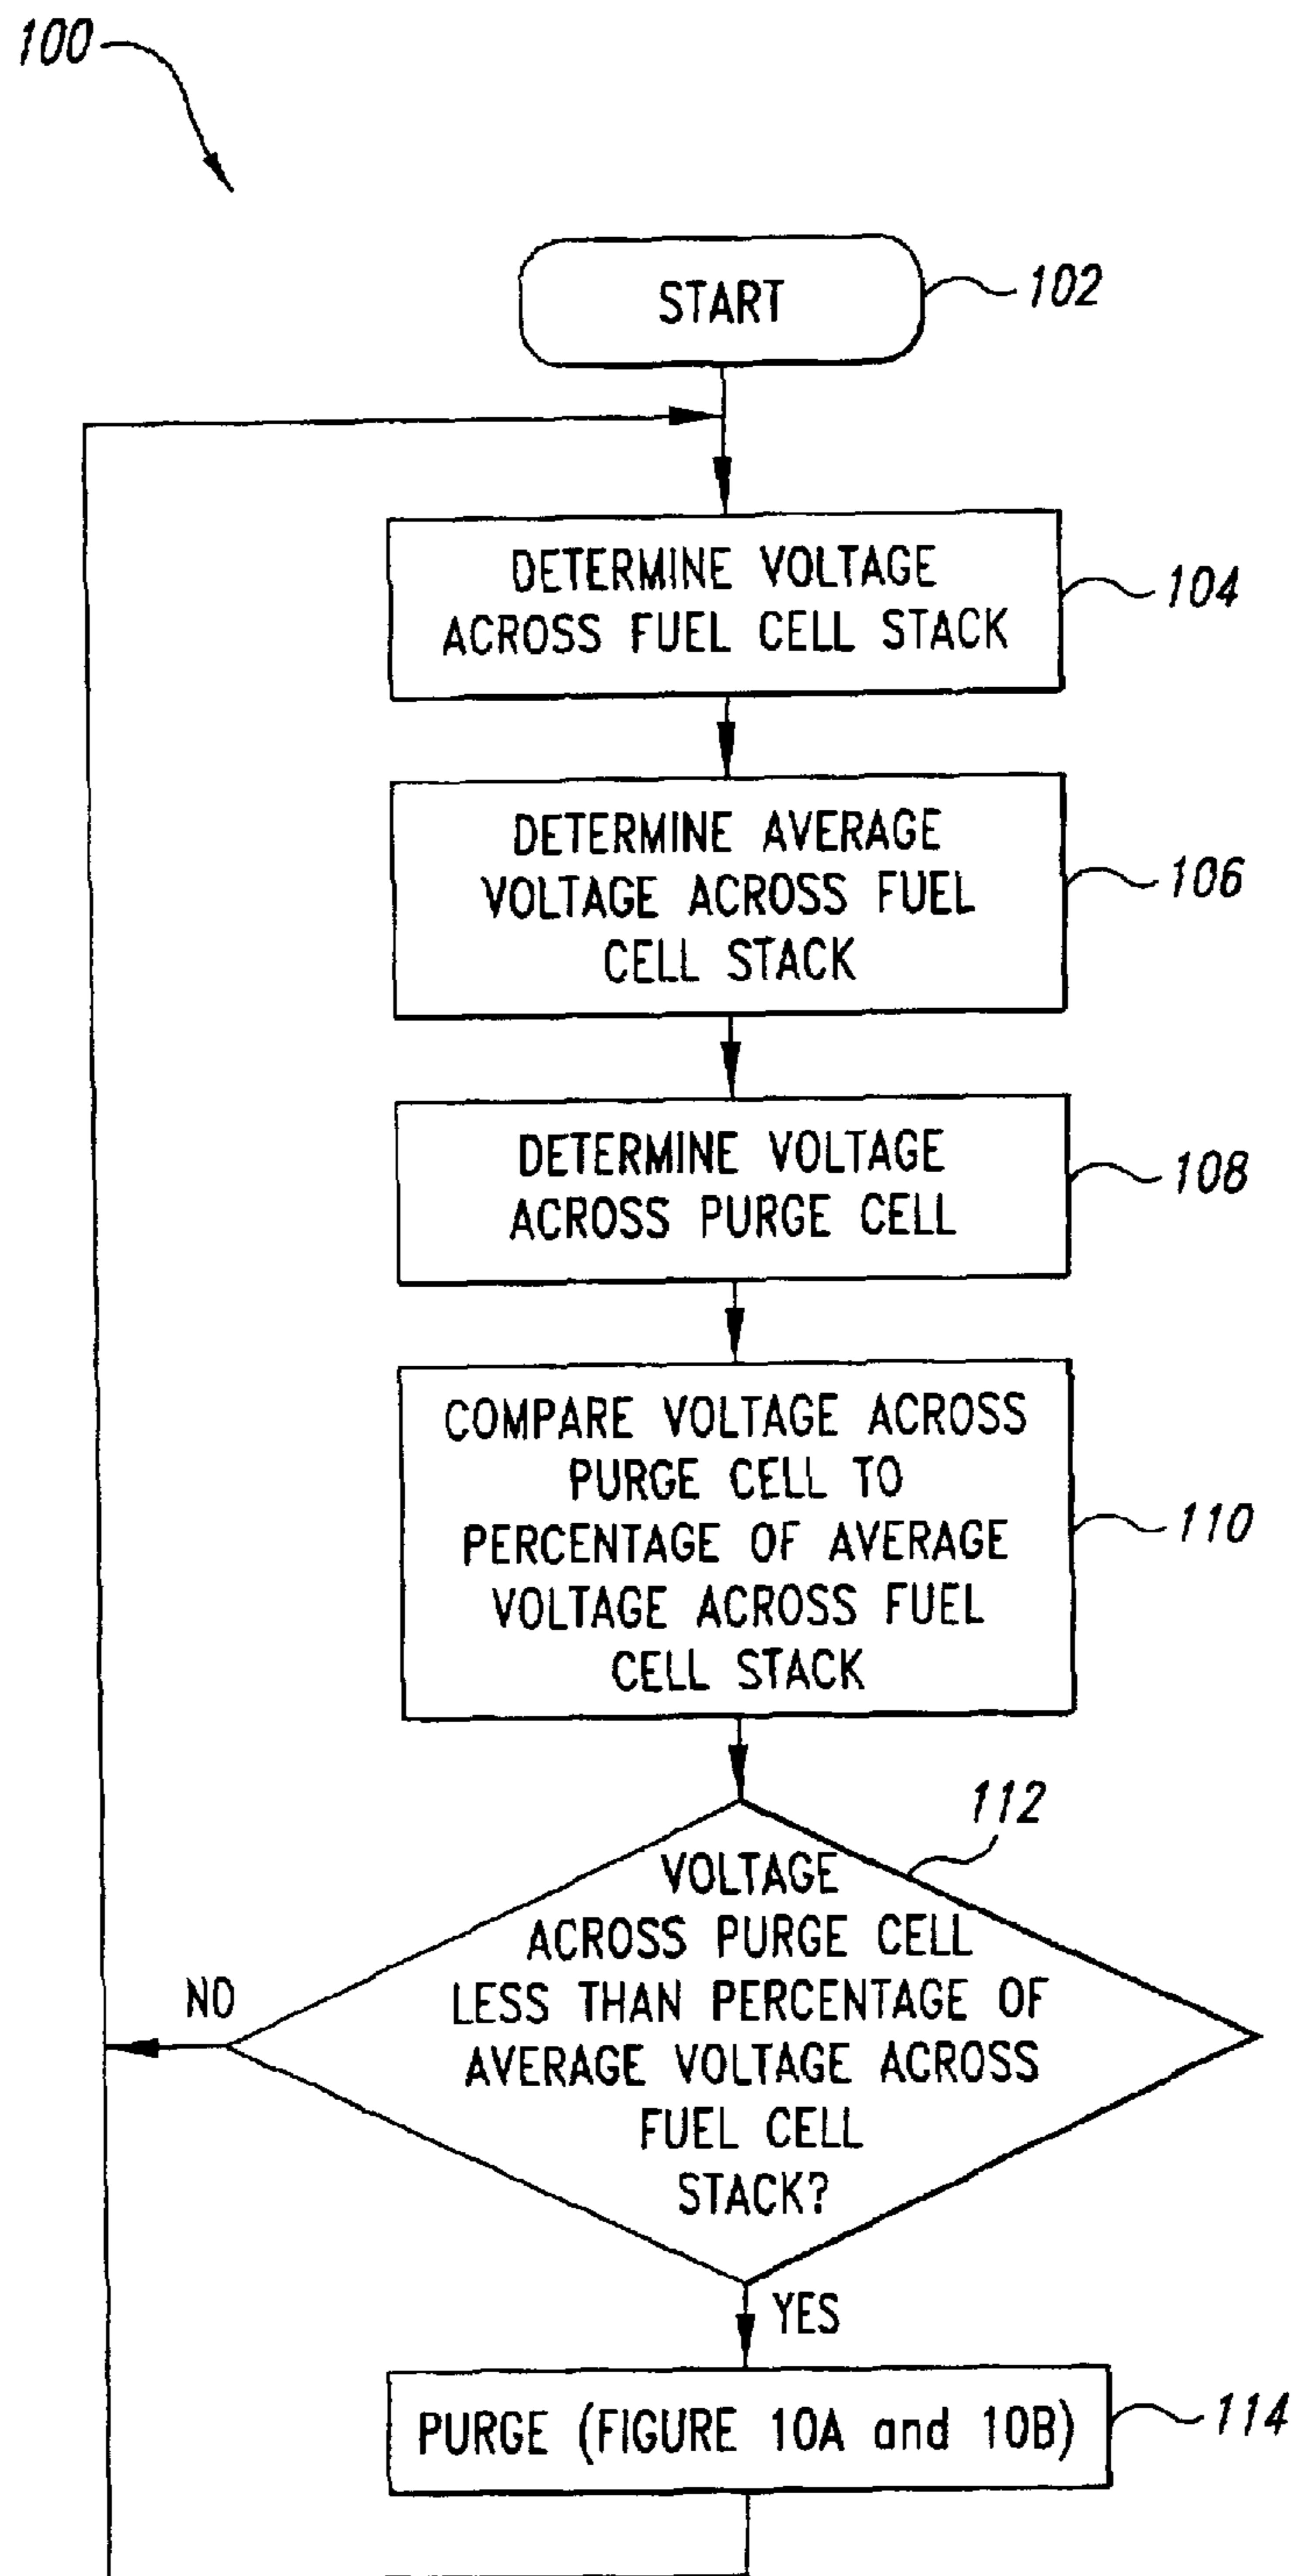 100
START
102
DETERMINE VOLTAGE
ACROSS FUEL CELL STACK
104
DETERMINE AVERAGE
VOLTAGE ACROSS FUEL
CELL STACK
106
DETERMINE VOLTAGE
ACROSS PURGE CELL
108
COMPARE VOLTAGE ACROSS
PURGE CELL TO
PERCENTAGE OF AVERAGE
VOLTAGE ACROSS FUEL
CELL STACK
110
112
VOLTAGE
ACROSS PURGE CELL
LESS THAN PERCENTAGE OF
AVERAGE VOLTAGE ACROSS
FUEL CELL
STACK?
NO
YES
PURGE (FIGURE 10A and 10B)
114